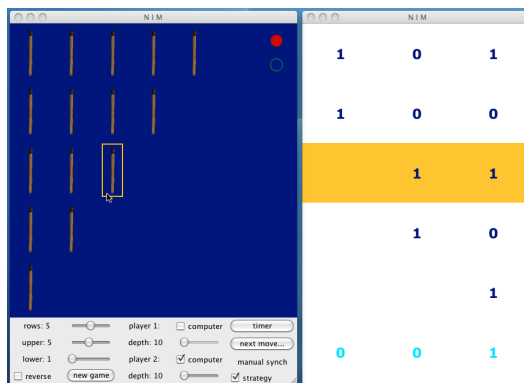 NIM
rows: 5 player 1: computer timer
upper: 5 depth: 10 next move...
lower: 1 player 2: computer manual synch
reverse new game depth: 10 strategy
NIM
1 0 1
1 0 0
1 1
1 0
1
0 0 1